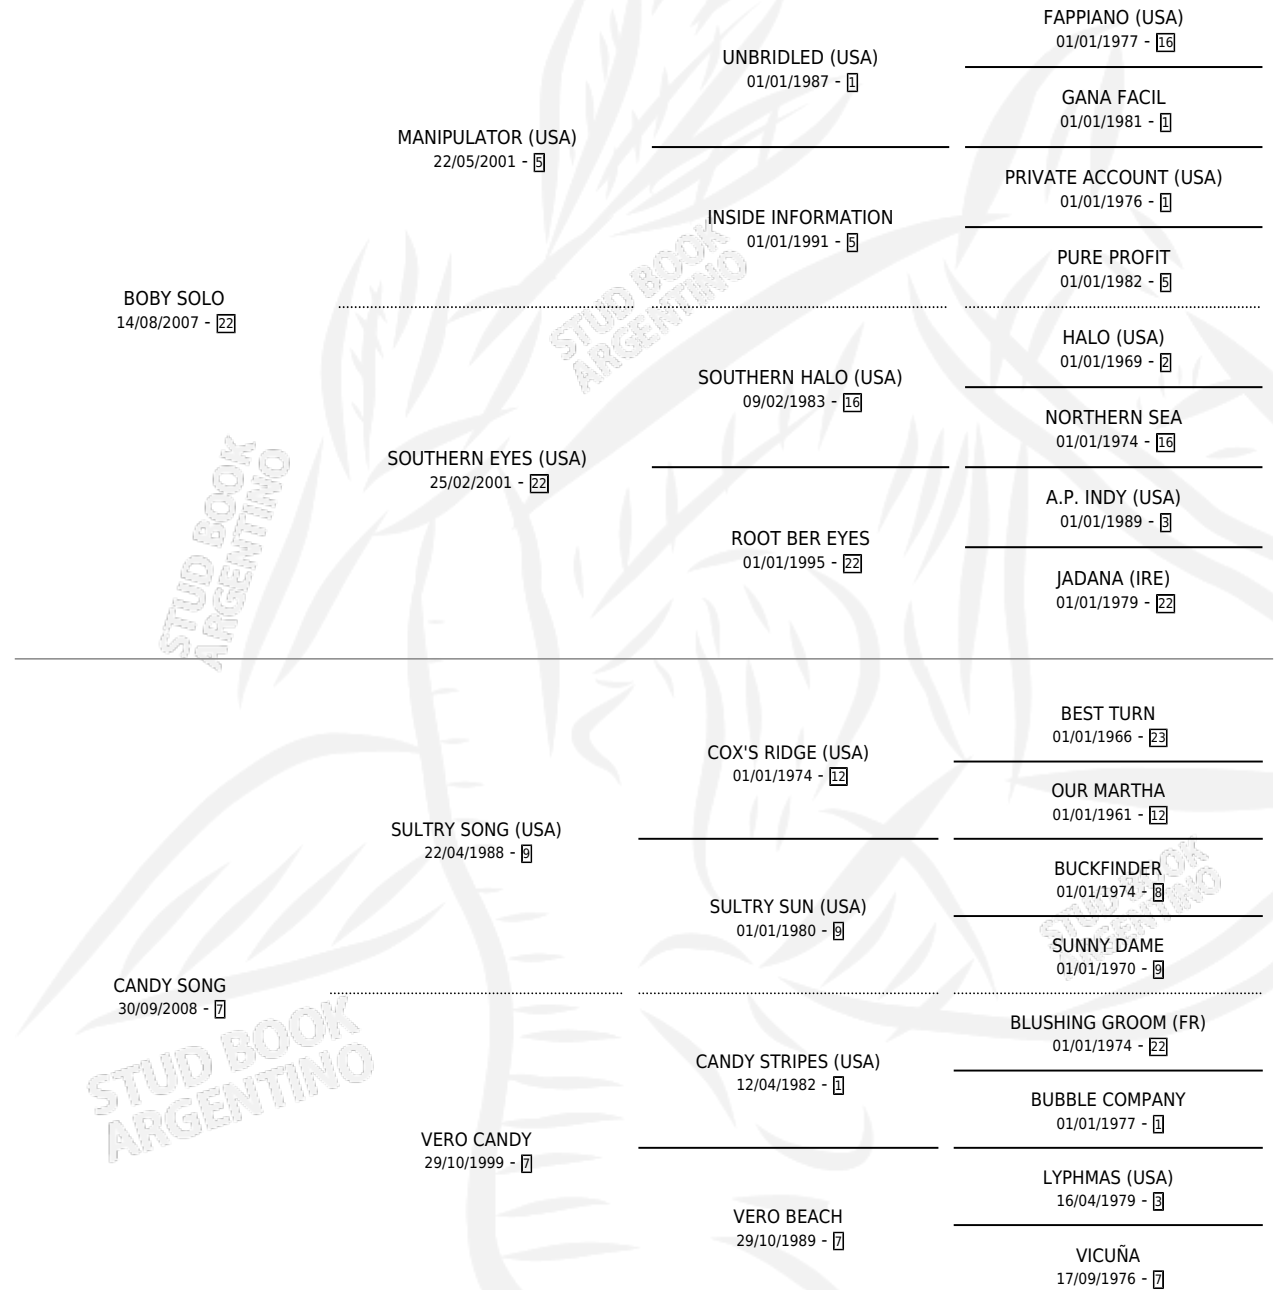 FAPPIANO (USA)
01/01/1977 - 16
UNBRIDLED (USA)
01/01/1987 - 1
GANA FACIL
01/01/1981 - 1
MANIPULATOR (USA)
22/05/2001 - 5
PRIVATE ACCOUNT (USA)
01/01/1976 - 1
INSIDE INFORMATION
01/01/1991 - 5
PURE PROFIT
01/01/1982 - 5
BOBY SOLO
14/08/2007 - 22
STUD BOOK
ARGENTINO
HALO (USA)
01/01/1969 - 2
SOUTHERN HALO (USA)
09/02/1983 - 16
NORTHERN SEA
01/01/1974 - 16
SOUTHERN EYES (USA)
25/02/2001 - 22
A.P. INDY (USA)
01/01/1989 - 3
ROOT BER EYES
01/01/1995 - 22
JADANA (IRE)
01/01/1979 - 22
STUD BOOK
ARGENTINO
BEST TURN
01/01/1966 - 23
COX'S RIDGE (USA)
01/01/1974 - 12
OUR MARTHA
01/01/1961 - 12
SULTRY SONG (USA)
22/04/1988 - 9
BUCKFINDER
01/01/1974 - 8
SULTRY SUN (USA)
01/01/1980 - 9
STUD BOOK
ARGENTINO
SUNNY DAME
01/01/1970 - 9
CANDY SONG
30/09/2008 - 7
BLUSHING GROOM (FR)
01/01/1974 - 22
CANDY STRIPES (USA)
12/04/1982 - 1
BUBBLE COMPANY
01/01/1977 - 1
STUD BOOK
ARGENTINO
VERO CANDY
29/10/1999 - 7
LYPHMAS (USA)
16/04/1979 - 3
VERO BEACH
29/10/1989 - 7
VICUÑA
17/09/1976 - 7